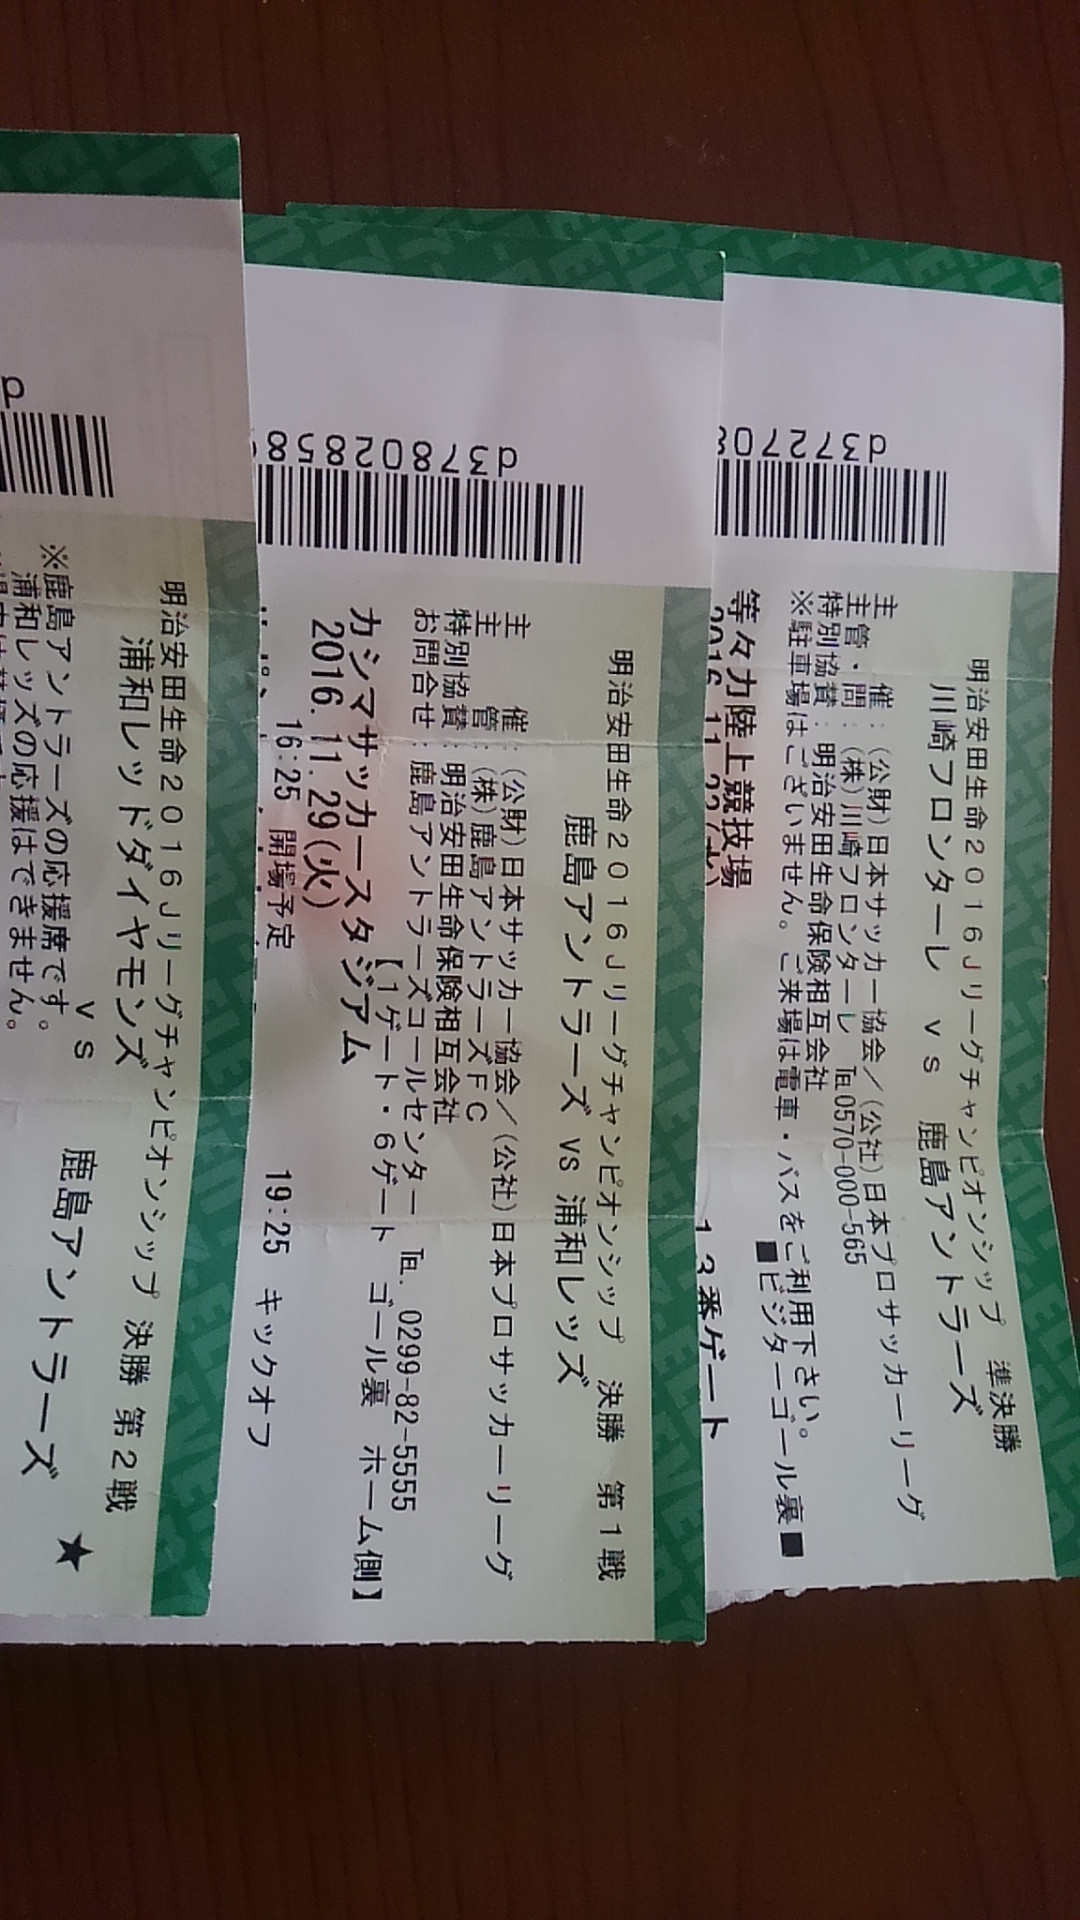 明治安田生命2016Jリーグチャンピオンシップ 準決勝
川崎フロンターレ vs 鹿島アントラーズ
主 催：(公財)日本サッカー協会／(公社)日本プロサッカーリーグ
主管・問：(株)川崎フロンターレ ℡0570-000-565
特別協賛：明治安田生命保険相互会社
※駐車場はございません。ご来場は電車・バスをご利用下さい。
■ビジターゴール裏■
等々力陸上競技場
13番ゲート
d372708
明治安田生命2016Jリーグチャンピオンシップ 決勝 第1戦
鹿島アントラーズ vs 浦和レッズ
主 催：(公財)日本サッカー協会／(公社)日本プロサッカーリーグ
主 管：(株)鹿島アントラーズFC
特別協賛：明治安田生命保険相互会社
お問合せ：鹿島アントラーズコールセンター ℡. 0299-82-5555
【1ゲート・6ゲート ゴール裏 ホーム側】
カシマサッカースタジアム
2016.11.29(火)
16:25 開場予定 19:25 キックオフ
d37802858
明治安田生命2016Jリーグチャンピオンシップ 決勝 第2戦
浦和レッドダイヤモンズ
vs
鹿島アントラーズ ★
※鹿島アントラーズの応援席です。
浦和レッズの応援はできません。
d